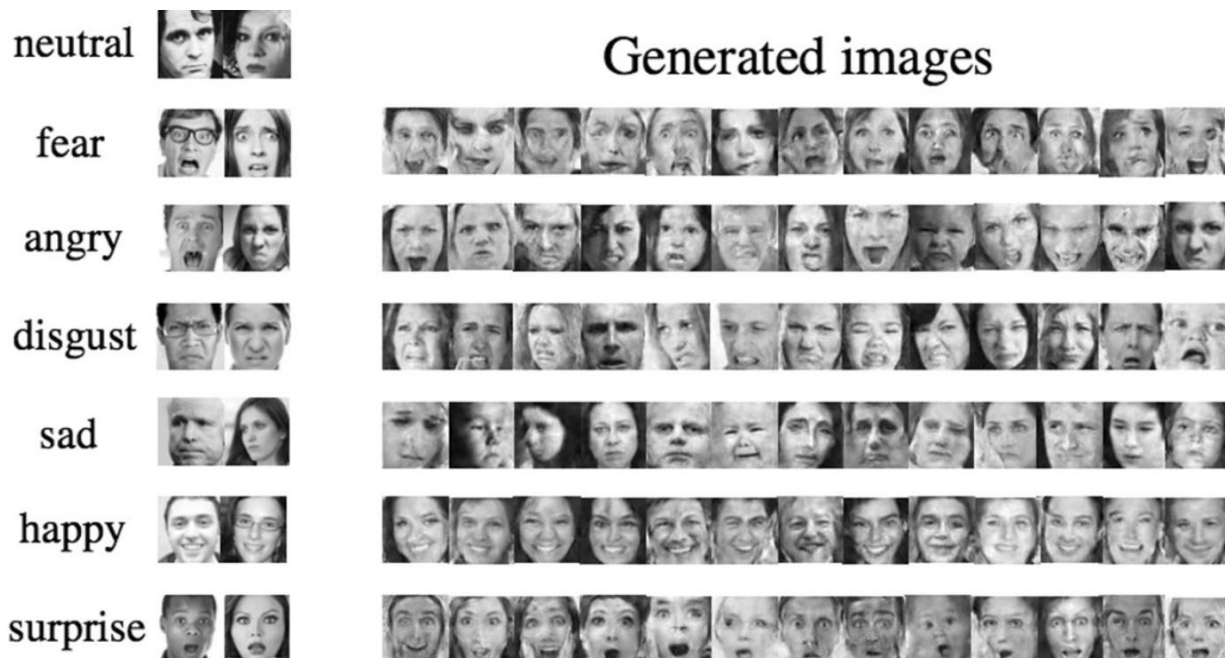 neutral
Generated images
fear
angry
disgust
sad
happy
surprise